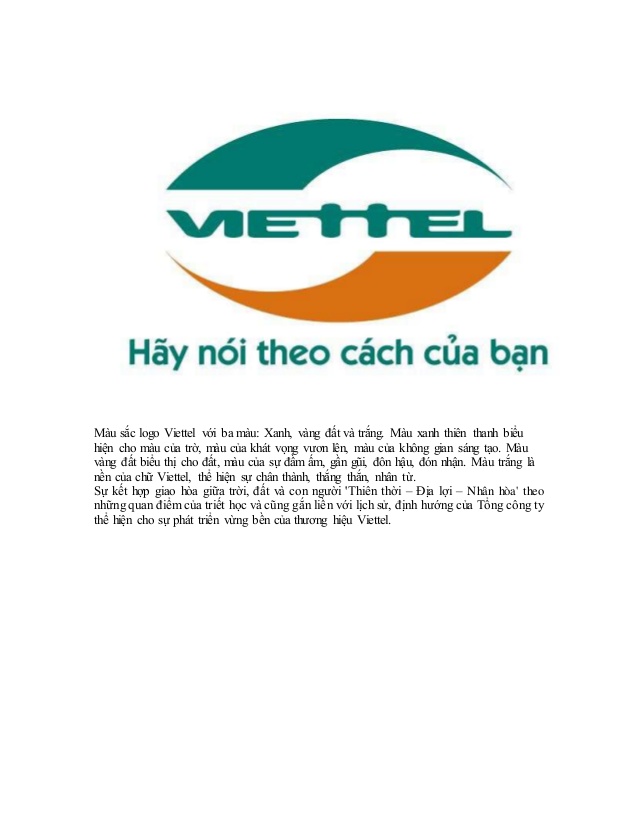 VIETTEL
Hãy nói theo cách của bạn
Màu sắc logo Viettel với ba màu: Xanh, vàng đất và trắng. Màu xanh thiên thanh biểu
hiện cho màu của trờ, màu của khát vọng vươn lên, màu của không gian sáng tạo. Màu
vàng đất biểu thị cho đất, màu của sự đầm ấm, gần gũi, đôn hậu, đón nhận. Màu trắng là
nền của chữ Viettel, thể hiện sự chân thành, thẳng thắn, nhân từ.
Sự kết hợp giao hòa giữa trời, đất và con người 'Thiên thời – Địa lợi – Nhân hòa' theo
những quan điểm của triết học và cũng gắn liền với lịch sử, định hướng của Tổng công ty
thể hiện cho sự phát triển vững bền của thương hiệu Viettel.